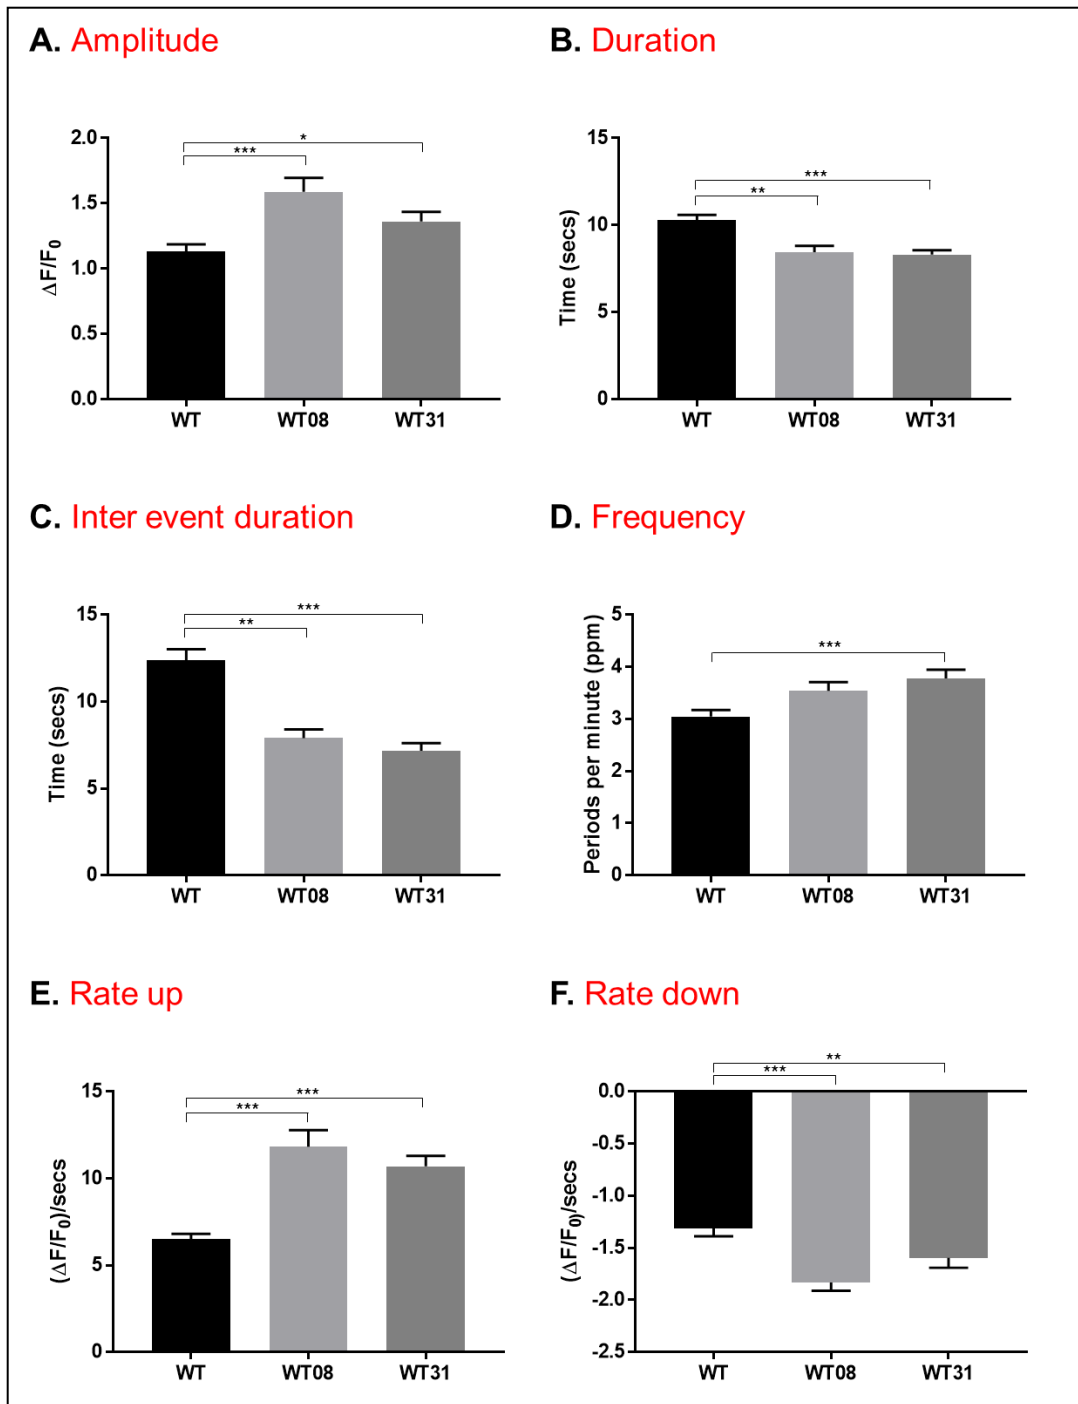 A. Amplitude
2.0
1.5
1.0
0.5
0.0
ΔF/F0
*
***
WT
WT08
WT31
B. Duration
15
10
5
0
Time (secs)
***
**
WT
WT08
WT31
C. Inter event duration
15
10
5
0
Time (secs)
***
**
WT
WT08
WT31
D. Frequency
5
4
3
2
1
0
Periods per minute (ppm)
***
WT
WT08
WT31
E. Rate up
15
10
5
0
(ΔF/F0)/secs
***
***
WT
WT08
WT31
F. Rate down
0.0
-0.5
-1.0
-1.5
-2.0
-2.5
(ΔF/F0)/secs
**
***
WT
WT08
WT31